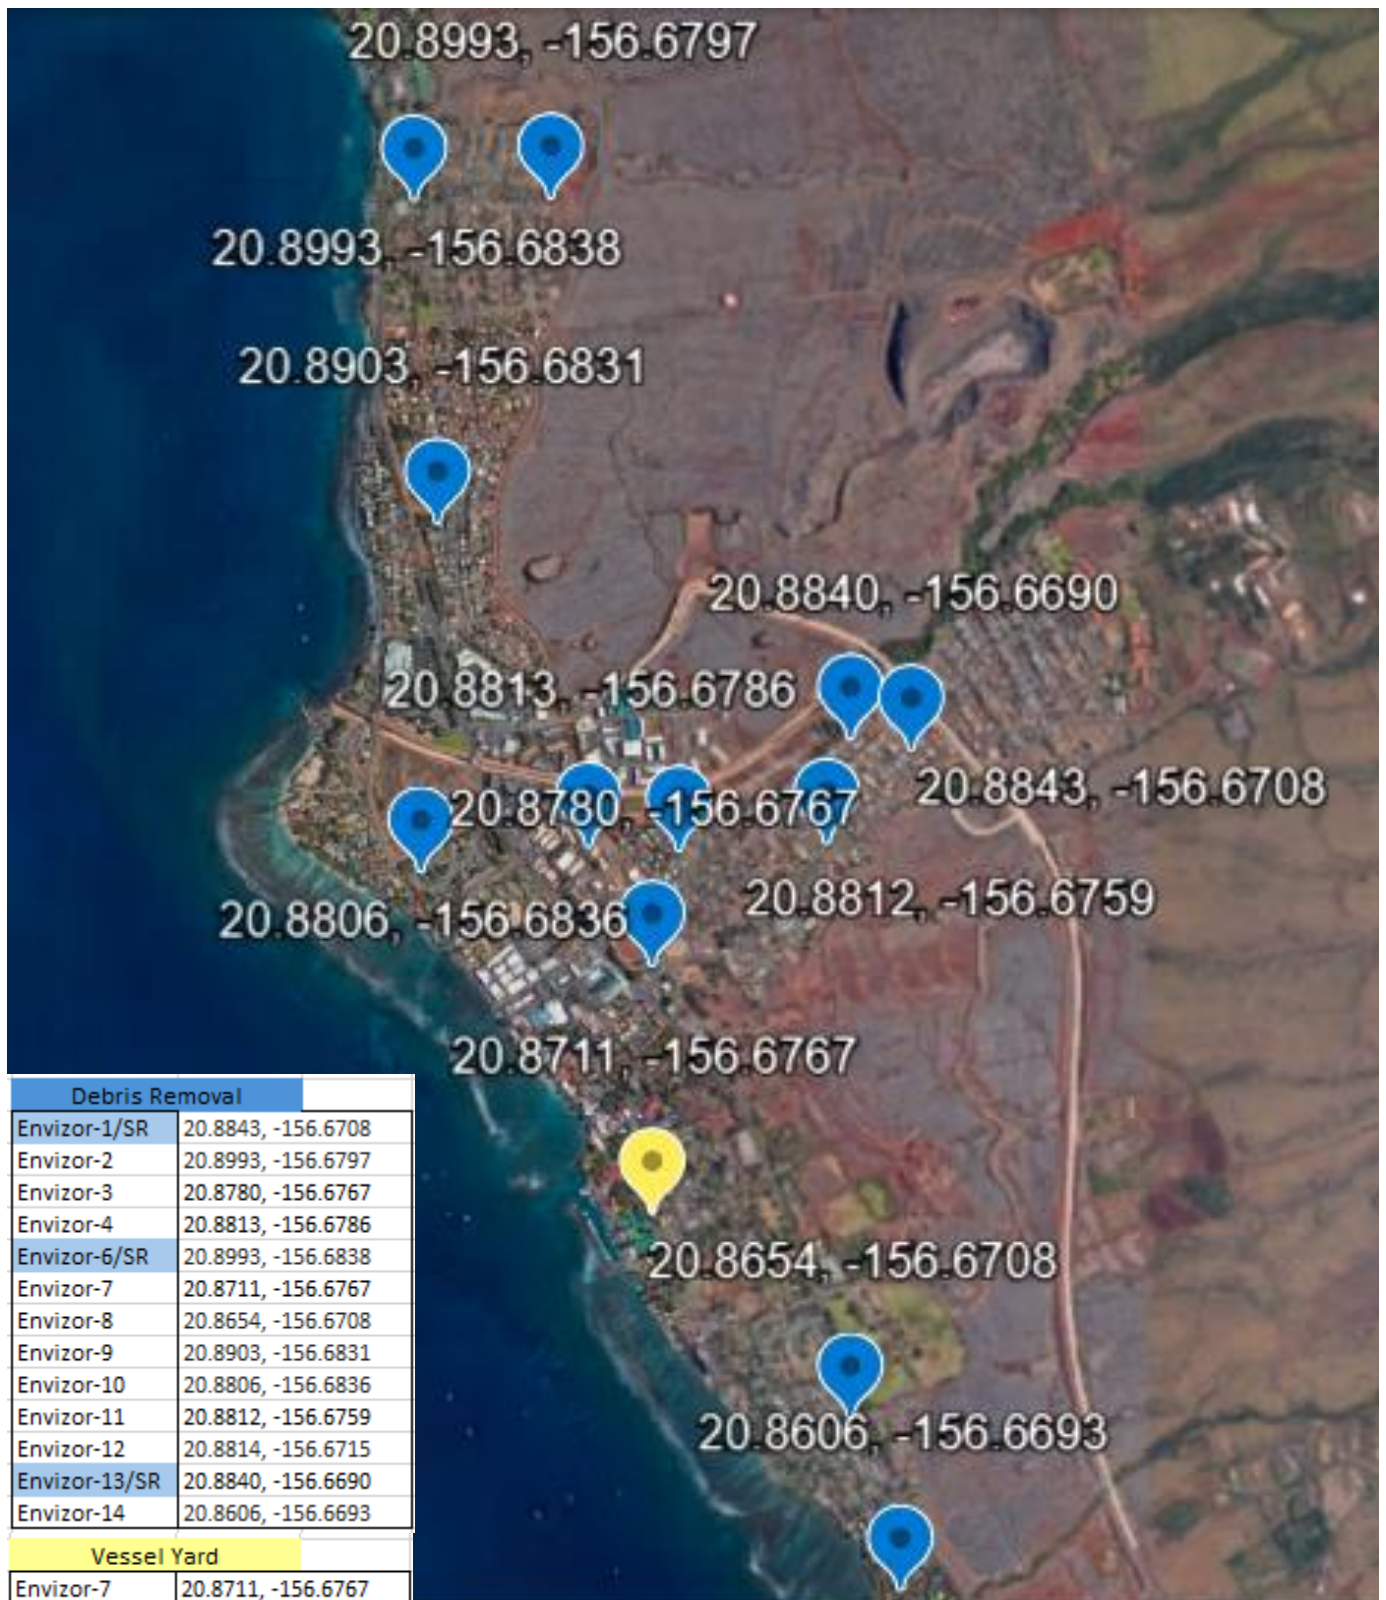 20.8993, -156.6797
20.8993, -156.6838
20.8903, -156.6831
20.8840, -156.6690
20.8813, -156.6786
20.8780, -156.6767
20.8843, -156.6708
20.8812, -156.6759
20.8806, -156.6836
20.8711, -156.6767
20.8654, -156.6708
20.8606, -156.6693
Debris Removal
Envizor-1/SR 20.8843, -156.6708
Envizor-2 20.8993, -156.6797
Envizor-3 20.8780, -156.6767
Envizor-4 20.8813, -156.6786
Envizor-6/SR 20.8993, -156.6838
Envizor-7 20.8711, -156.6767
Envizor-8 20.8654, -156.6708
Envizor-9 20.8903, -156.6831
Envizor-10 20.8806, -156.6836
Envizor-11 20.8812, -156.6759
Envizor-12 20.8814, -156.6715
Envizor-13/SR 20.8840, -156.6690
Envizor-14 20.8606, -156.6693
Vessel Yard
Envizor-7 20.8711, -156.6767